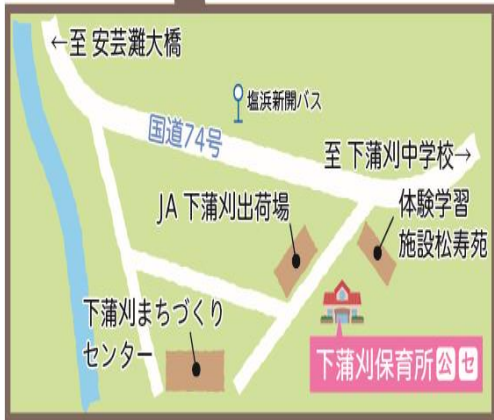 ←至 安芸灘大橋
塩浜新開バス
国道74号
至 下蒲刈中学校→
JA 下蒲刈出荷場
体験学習
施設松寿苑
下蒲刈まちづくり
センター
下蒲刈保育所 公 セ